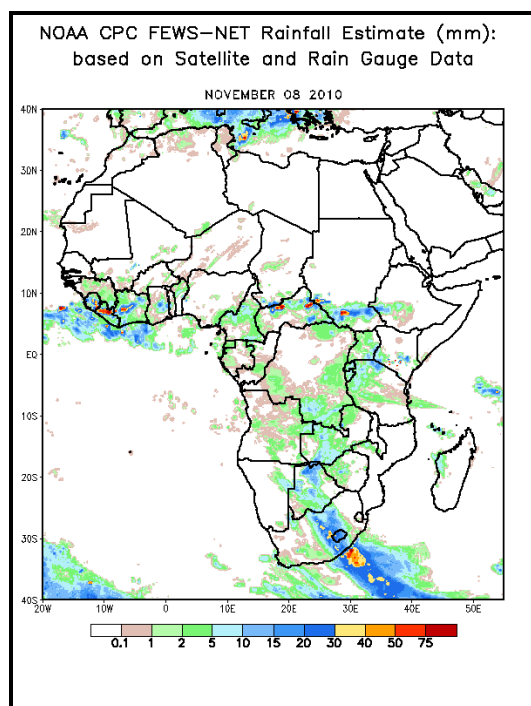 NOAA CPC FEWS-NET Rainfall Estimate (mm):
based on Satellite and Rain Gauge Data
NOVEMBER 08 2010
40N
30N
20N
10N
EQ
10S
20S
30S
40S
20W 10W 0 10E 20E 30E 40E 50E
0.1 1 2 5 10 15 20 30 40 50 75